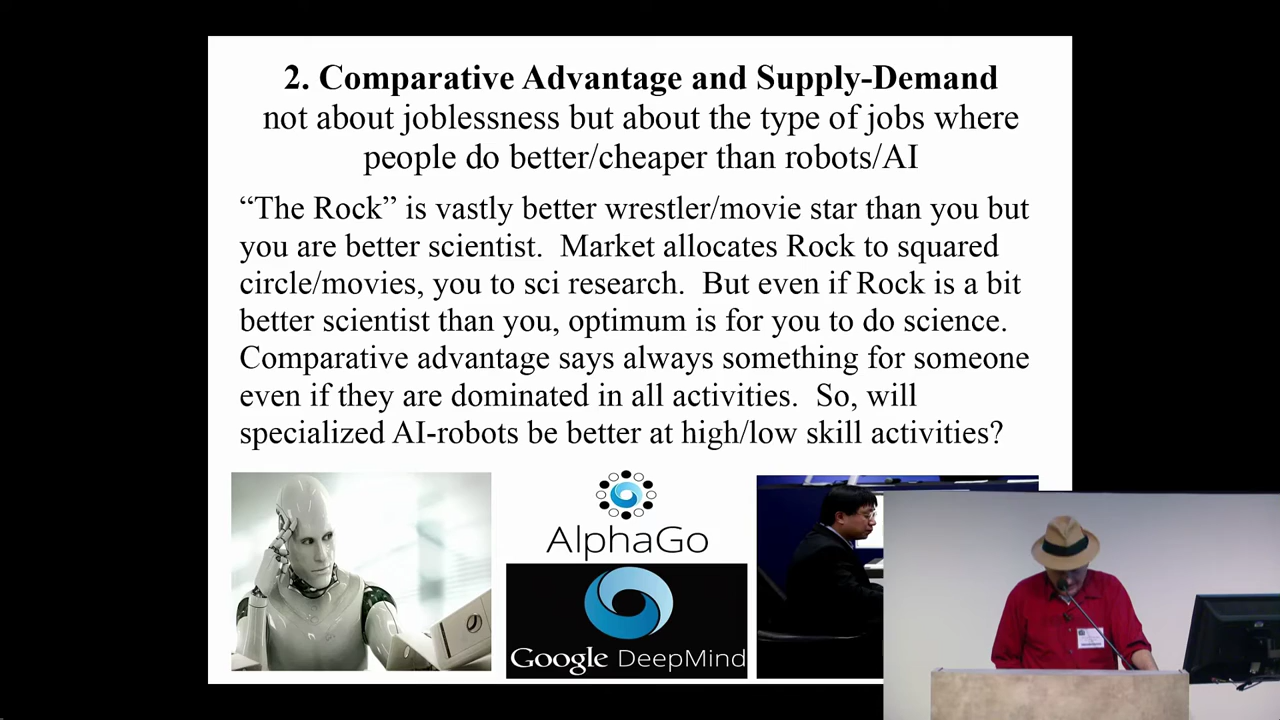 2. Comparative Advantage and Supply-Demand
not about joblessness but about the type of jobs where
people do better/cheaper than robots/AI
“The Rock” is vastly better wrestler/movie star than you but
you are better scientist.  Market allocates Rock to squared
circle/movies, you to sci research.  But even if Rock is a bit
better scientist than you, optimum is for you to do science.
Comparative advantage says always something for someone
even if they are dominated in all activities.  So, will
specialized AI-robots be better at high/low skill activities?
AlphaGo
Google DeepMind